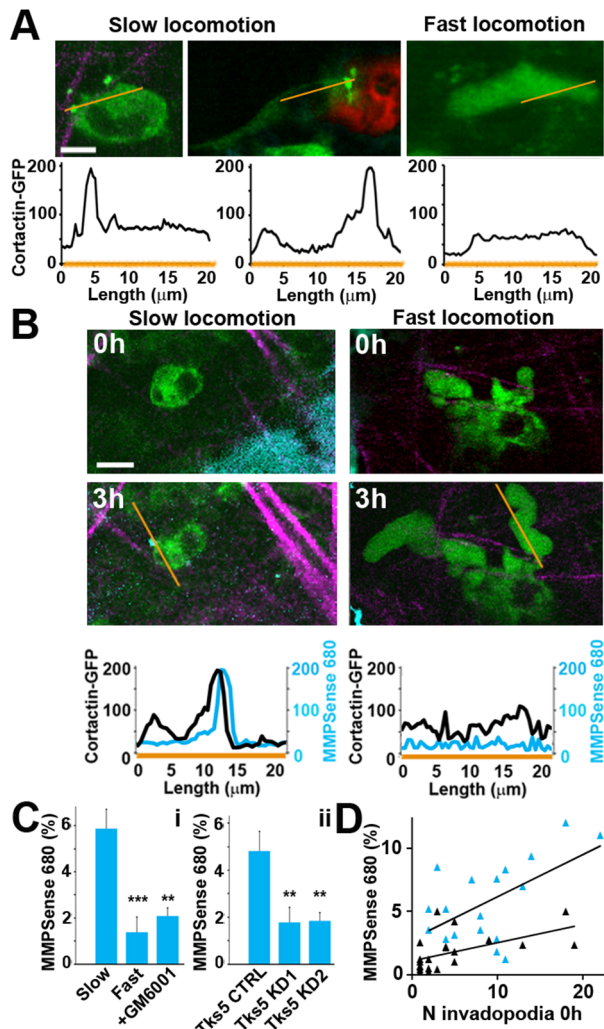 A
Slow locomotion Fast locomotion
Cortactin-GFP
200 200 200
100 100 100
0 0 0
0 5 10 15 20 0 5 10 15 20 0 5 10 15 20
Length (μm) Length (μm) Length (μm)
B
Slow locomotion Fast locomotion
0h 0h
3h 3h
Cortactin-GFP MMPSense 680 Cortactin-GFP MMPSense 680
200 200 200 200
100 100 100 100
0 0 0 0
0 5 10 15 20 0 5 10 15 20
Length (μm) Length (μm)
C
i ii
MMPSense 680 (%) MMPSense 680 (%)
6 6
4 4
2 2
0 0
*** ** ** **
Slow Fast +GM6001 Tks5 CTRL Tks5 KD1 Tks5 KD2
D
MMPSense 680 (%)
10
5
0
0 10 20
N invadopodia 0h